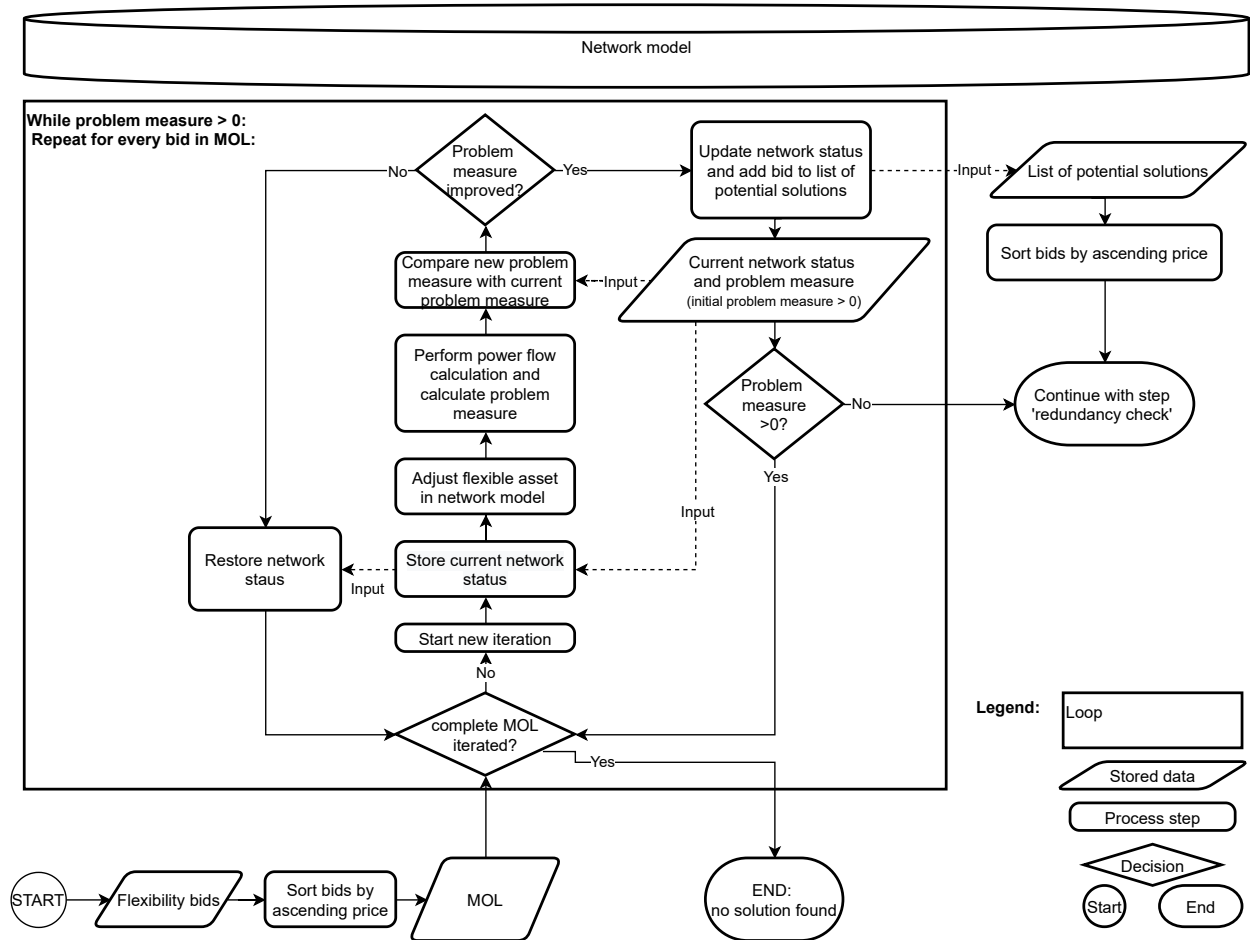 Network model
While problem measure > 0:
Repeat for every bid in MOL:
Problem
measure
improved?
No
Yes
Update network status
and add bid to list of
potential solutions
Input
List of potential solutions
Sort bids by ascending price
Compare new problem
measure with current
problem measure
Input
Current network status
and problem measure
(initial problem measure > 0)
Perform power flow
calculation and
calculate problem
measure
Problem
measure
>0?
No
Continue with step
'redundancy check'
Yes
Adjust flexible asset
in network model
Input
Restore network
staus
Input
Store current network
status
Start new iteration
No
complete MOL
iterated?
Yes
Legend:
Loop
Stored data
Process step
Decision
Start
End
START
Flexibility bids
Sort bids by
ascending price
MOL
END:
no solution found